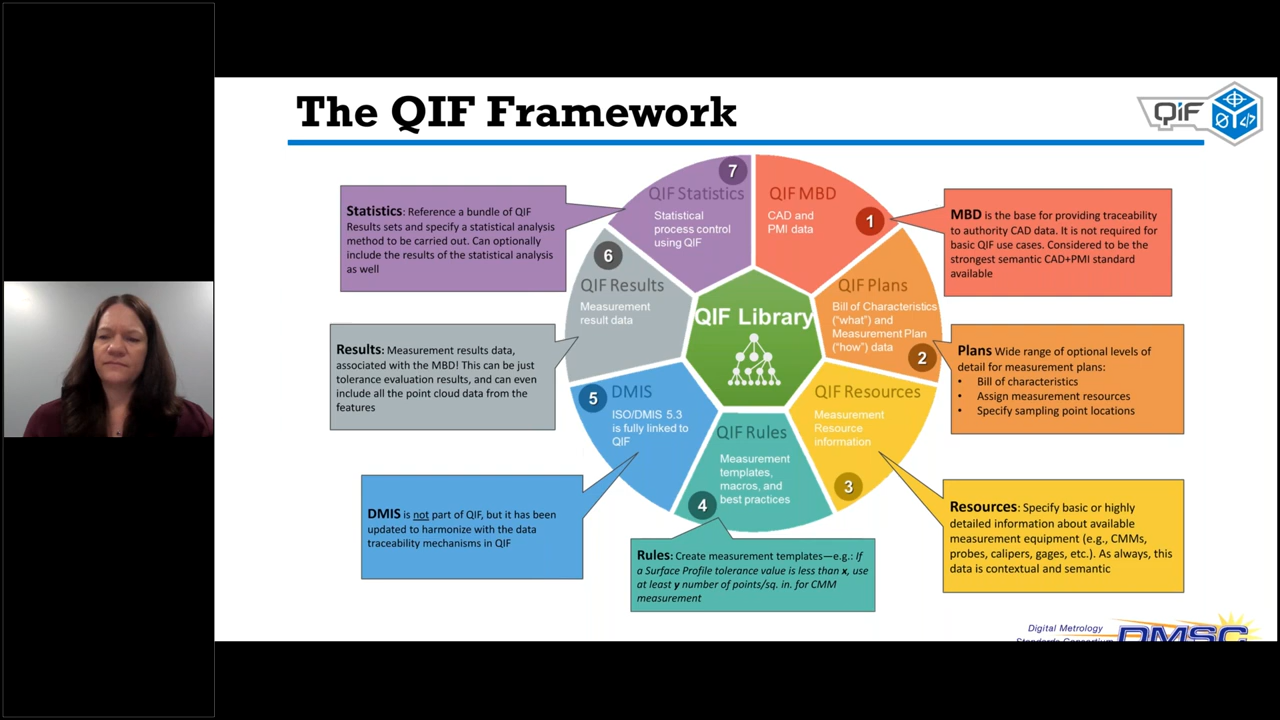 The QIF Framework
QIF
7
QIF Statistics
Statistical
process control
using QIF
QIF MBD
CAD and
PMI data
1
Statistics: Reference a bundle of QIF
Results sets and specify a statistical analysis
method to be carried out. Can optionally
include the results of the statistical analysis
as well
MBD is the base for providing traceability
to authority CAD data. It is not required for
basic QIF use cases. Considered to be the
strongest semantic CAD+PMI standard
available
6
QIF Results
Measurement
result data
QIF Library
QIF Plans
Bill of Characteristics
("what") and
Measurement Plan
("how") data
2
Results: Measurement results data,
associated with the MBD! This can be just
tolerance evaluation results, and can even
include all the point cloud data from the
features
Plans Wide range of optional levels of
detail for measurement plans:
• Bill of characteristics
• Assign measurement resources
• Specify sampling point locations
5
DMIS
ISO/DMIS 5.3
is fully linked to
QIF
QIF Rules
Measurement
templates,
macros, and
best practices
4
QIF Resources
Measurement
Resource
information
3
DMIS is not part of QIF, but it has been
updated to harmonize with the data
traceability mechanisms in QIF
Rules: Create measurement templates—e.g.: If
a Surface Profile tolerance value is less than x, use
at least y number of points/sq. in. for CMM
measurement
Resources: Specify basic or highly
detailed information about available
measurement equipment (e.g., CMMs,
probes, calipers, gages, etc.). As always, this
data is contextual and semantic
Digital Metrology
Standards Consortium
DMSC